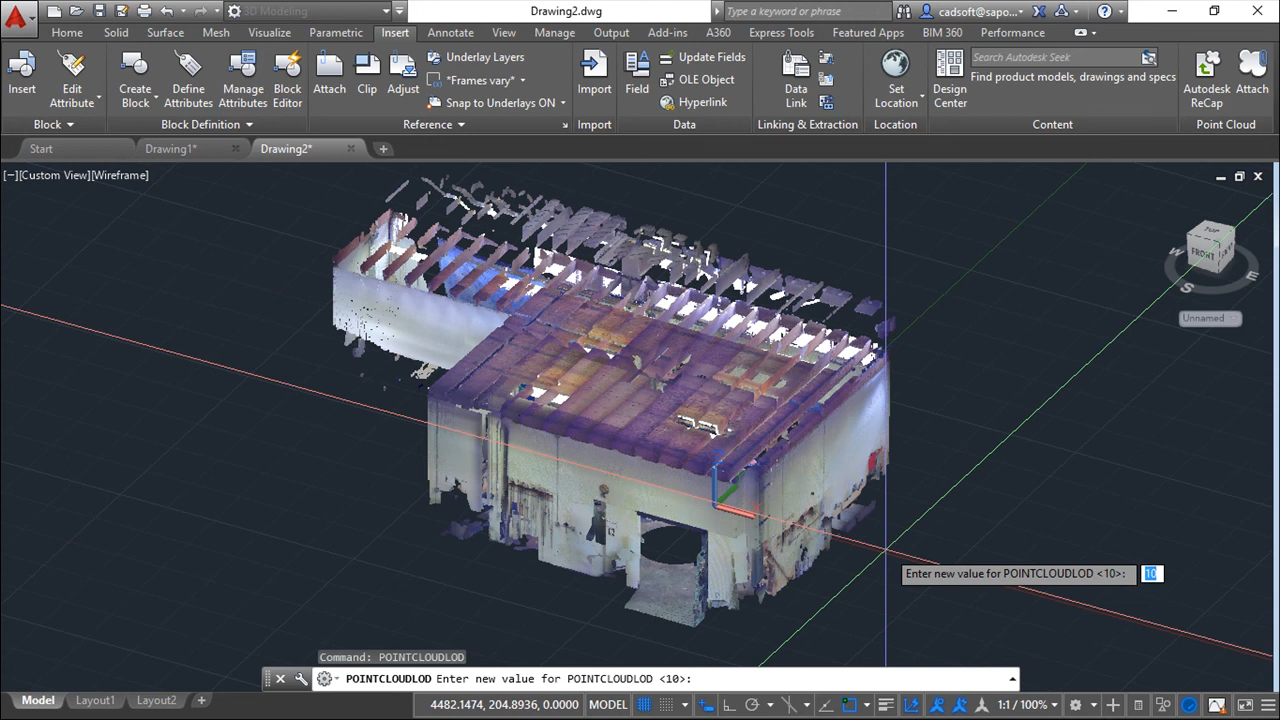 3D Modeling
Drawing2.dwg
Type a keyword or phrase
cadsoft@sapo...
Home Solid Surface Mesh Visualize Parametric Insert Annotate View Manage Output Add-ins A360 Express Tools Featured Apps BIM 360 Performance
Insert
Edit Attribute
Create Block
Define Attributes
Manage Attributes
Block Editor
Attach
Clip
Adjust
Underlay Layers
*Frames vary*
Snap to Underlays ON
Import
Field
Update Fields
OLE Object
Hyperlink
Data Link
Set Location
Design Center
Search Autodesk Seek
Find product models, drawings and specs
Autodesk ReCap
Attach
Block
Block Definition
Reference
Import
Data
Linking & Extraction
Location
Content
Point Cloud
Start
Drawing1*
Drawing2*
[−][Custom View][Wireframe]
TOP
FRONT
W
S
E
Unnamed
Enter new value for POINTCLOUDLOD <10>: 10
Command: POINTCLOUDLOD
POINTCLOUDLOD Enter new value for POINTCLOUDLOD <10>:
Model Layout1 Layout2 +
4482.1474, 204.8936, 0.0000 MODEL
1:1 / 100%